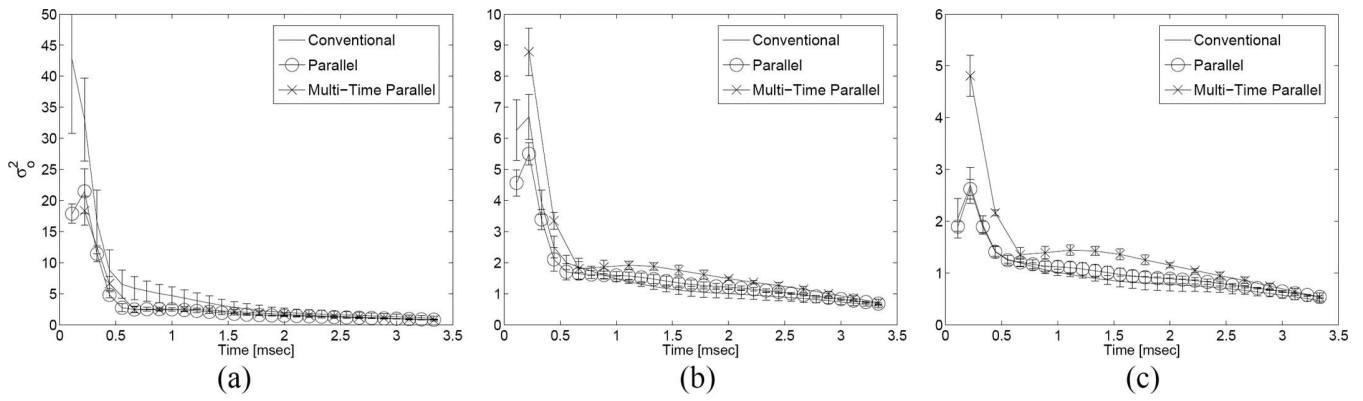 50
45
40
35
30
25
20
15
10
5
0
σ²ₒ
0 0.5 1 1.5 2 2.5 3 3.5
Time [msec]
Conventional
Parallel
Multi-Time Parallel
(a)
10
9
8
7
6
5
4
3
2
1
0
0 0.5 1 1.5 2 2.5 3 3.5
Time [msec]
Conventional
Parallel
Multi-Time Parallel
(b)
6
5
4
3
2
1
0
0 0.5 1 1.5 2 2.5 3 3.5
Time [msec]
Conventional
Parallel
Multi-Time Parallel
(c)